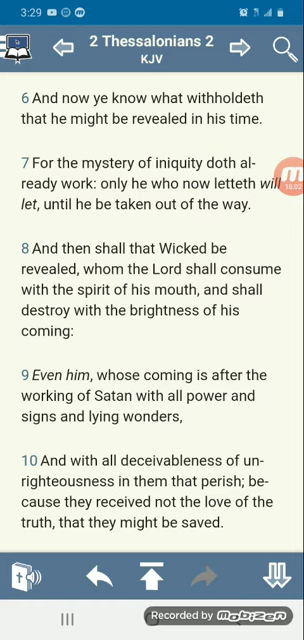 3:29
2 Thessalonians 2
KJV
6 And now ye know what withholdeth
that he might be revealed in his time.
7 For the mystery of iniquity doth al-
ready work: only he who now letteth will
let, until he be taken out of the way.
18:02
8 And then shall that Wicked be
revealed, whom the Lord shall consume
with the spirit of his mouth, and shall
destroy with the brightness of his
coming:
9 Even him, whose coming is after the
working of Satan with all power and
signs and lying wonders,
10 And with all deceivableness of un-
righteousness in them that perish; be-
cause they received not the love of the
truth, that they might be saved.
Recorded by Mobizen